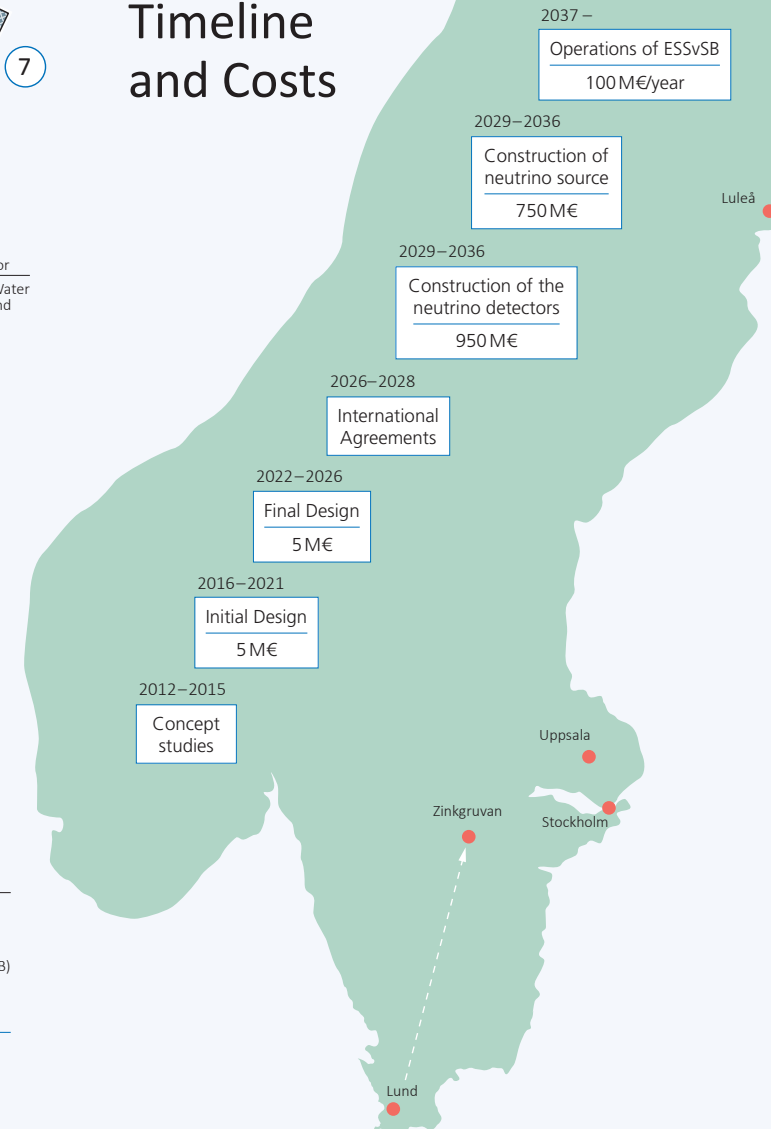 Timeline
and Costs
7
2037 –
Operations of ESSνSB
100 M€/year
2029–2036
Construction of
neutrino source
750 M€
Luleå
2029–2036
Construction of the
neutrino detectors
950 M€
2026–2028
International
Agreements
2022–2026
Final Design
5 M€
2016–2021
Initial Design
5 M€
2012–2015
Concept
studies
Uppsala
Stockholm
Zinkgruvan
Lund